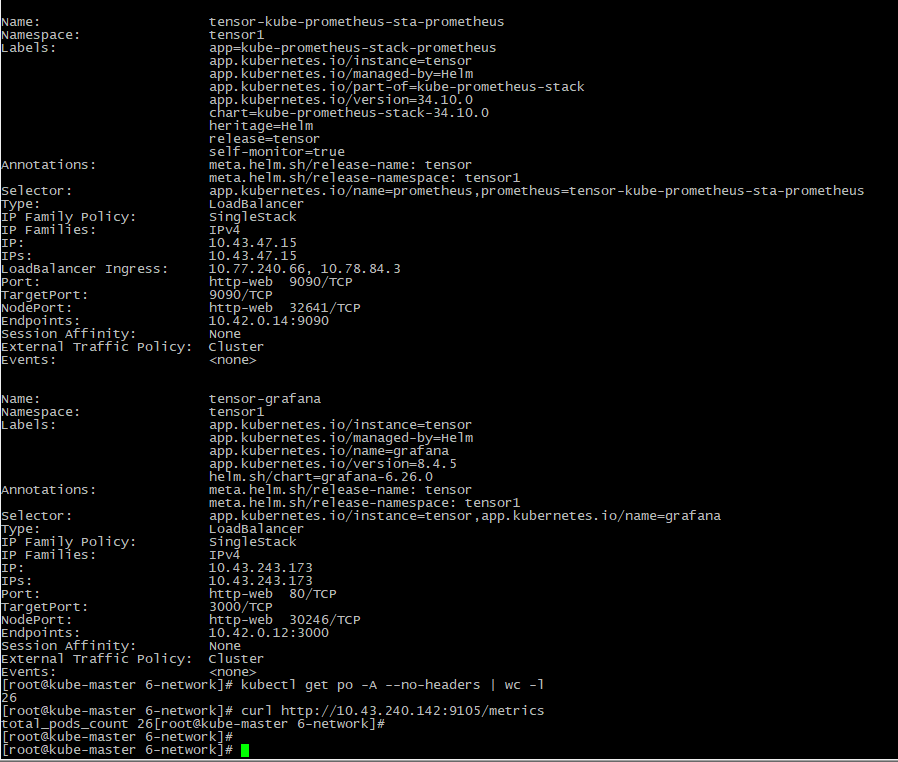 Name: tensor-kube-prometheus-sta-prometheus
Namespace: tensor1
Labels: app=kube-prometheus-stack-prometheus
app.kubernetes.io/instance=tensor
app.kubernetes.io/managed-by=Helm
app.kubernetes.io/part-of=kube-prometheus-stack
app.kubernetes.io/version=34.10.0
chart=kube-prometheus-stack-34.10.0
heritage=Helm
release=tensor
self-monitor=true
Annotations: meta.helm.sh/release-name: tensor
meta.helm.sh/release-namespace: tensor1
Selector: app.kubernetes.io/name=prometheus,prometheus=tensor-kube-prometheus-sta-prometheus
Type: LoadBalancer
IP Family Policy: SingleStack
IP Families: IPv4
IP: 10.43.47.15
IPs: 10.43.47.15
LoadBalancer Ingress: 10.77.240.66, 10.78.84.3
Port: http-web 9090/TCP
TargetPort: 9090/TCP
NodePort: http-web 32641/TCP
Endpoints: 10.42.0.14:9090
Session Affinity: None
External Traffic Policy: Cluster
Events: <none>
Name: tensor-grafana
Namespace: tensor1
Labels: app.kubernetes.io/instance=tensor
app.kubernetes.io/managed-by=Helm
app.kubernetes.io/name=grafana
app.kubernetes.io/version=8.4.5
helm.sh/chart=grafana-6.26.0
Annotations: meta.helm.sh/release-name: tensor
meta.helm.sh/release-namespace: tensor1
Selector: app.kubernetes.io/instance=tensor,app.kubernetes.io/name=grafana
Type: LoadBalancer
IP Family Policy: SingleStack
IP Families: IPv4
IP: 10.43.243.173
IPs: 10.43.243.173
Port: http-web 80/TCP
TargetPort: 3000/TCP
NodePort: http-web 30246/TCP
Endpoints: 10.42.0.12:3000
Session Affinity: None
External Traffic Policy: Cluster
Events: <none>
[root@kube-master 6-network]# kubectl get po -A --no-headers | wc -l
26
[root@kube-master 6-network]# curl http://10.43.240.142:9105/metrics
total_pods_count 26[root@kube-master 6-network]#
[root@kube-master 6-network]#
[root@kube-master 6-network]#